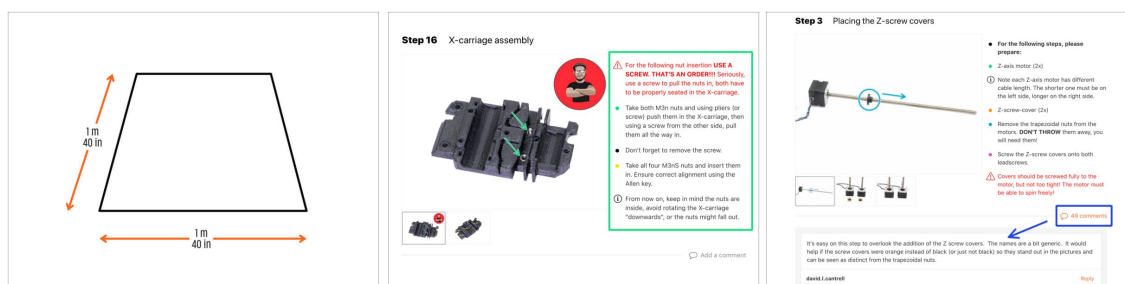 1 m
40 in
1 m
40 in
Step 16 X-carriage assembly
For the following nut insertion USE A
SCREW. THAT'S AN ORDER!!! Seriously,
use a screw to pull the nuts in, both have
to be properly seated in the X-carriage.
Take both M3n nuts and using pliers (or
screw) push them in the X-carriage, then
using a screw from the other side, pull
them all the way in.
Don't forget to remove the screw.
Take all four M3nS nuts and insert them
in. Ensure correct alignment using the
Allen key.
From now on, keep in mind the nuts are
inside, avoid rotating the X-carriage
"downwards", or the nuts might fall out.
Add a comment
Step 3 Placing the Z-screw covers
For the following steps, please
prepare:
Z-axis motor (2x)
Note each Z-axis motor has different
cable length. The shorter one must be on
the left side, longer on the right side.
Z-screw-cover (2x)
Remove the trapezoidal nuts from the
motors. DON'T THROW them away, you
will need them!
Screw the Z-screw covers onto both
leadscrews.
Covers should be screwed fully to the
motor, but not too tight! The motor must
be able to spin freely!
49 comments
It's easy on this step to overlook the addition of the Z screw covers. The names are a bit generic. It would
help if the screw covers were orange instead of black (or just not black) so they stand out in the pictures and
can be seen as distinct from the trapezoidal nuts.
david.l.cantrell
Reply